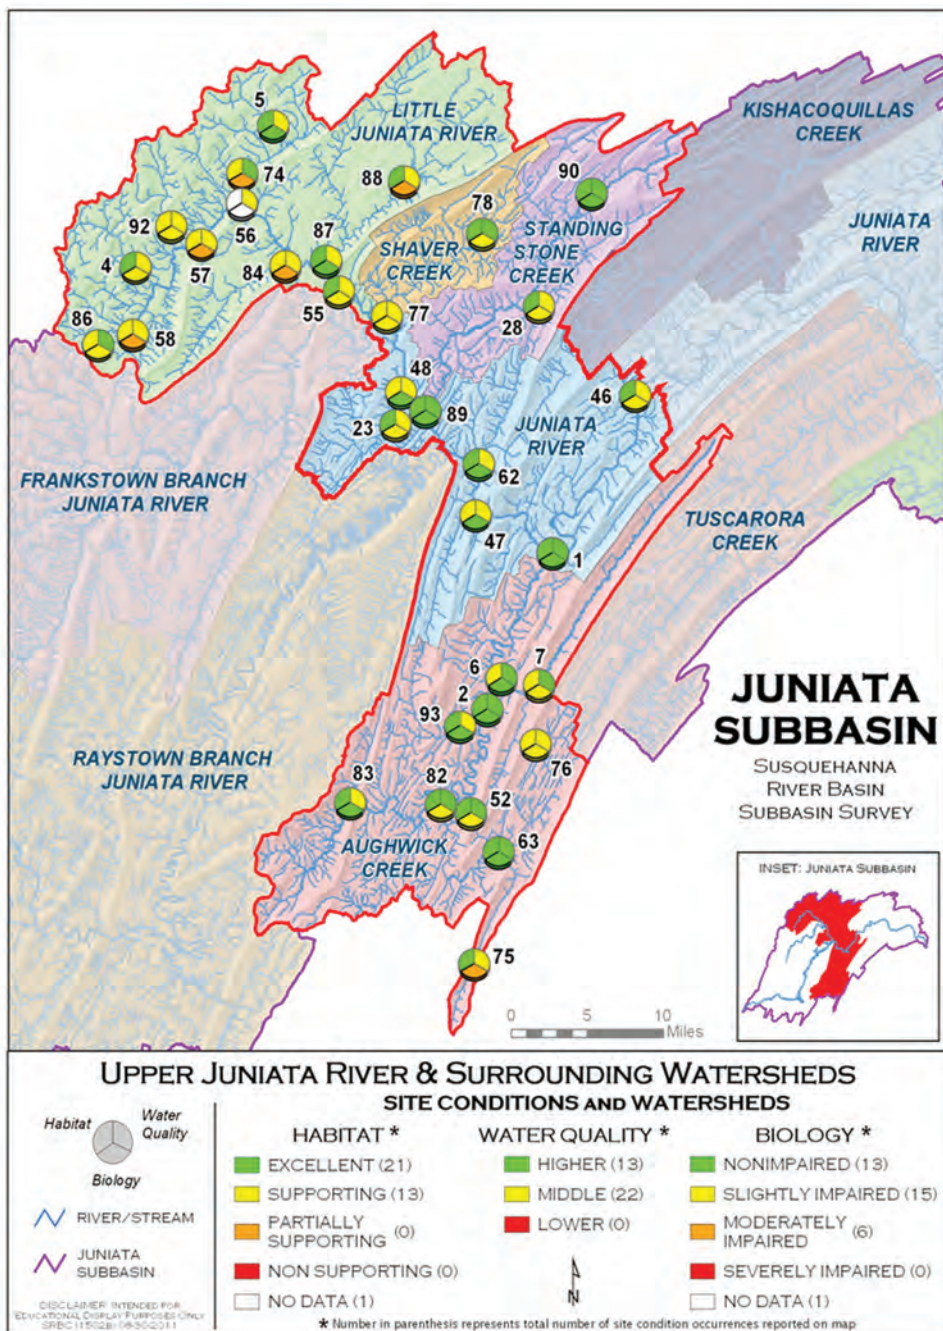 5
LITTLE
JUNIATA RIVER
KISHACOQUILLAS
CREEK
74
88
90
78
JUNIATA
RIVER
92
56
87
SHAVER
CREEK
STANDING
STONE
CREEK
4
57
84
55
77
28
86
58
48
46
89
23
JUNIATA
RIVER
62
FRANKSTOWN BRANCH
JUNIATA RIVER
47
TUSCARORA
CREEK
1
6
7
2
93
JUNIATA
SUBBASIN
SUSQUEHANNA
RIVER BASIN
SUBBASIN SURVEY
RAYSTOWN BRANCH
JUNIATA RIVER
76
83
82
52
63
AUGHWICK
CREEK
INSET: JUNIATA SUBBASIN
75
0
5
10
Miles
UPPER JUNIATA RIVER & SURROUNDING WATERSHEDS
SITE CONDITIONS AND WATERSHEDS
Habitat
Water
Quality
Biology
RIVER/STREAM
JUNIATA
SUBBASIN
DISCLAIMER: INTENDED FOR
EDUCATIONAL DISPLAY PURPOSES ONLY
HABITAT *
EXCELLENT (21)
SUPPORTING (13)
PARTIALLY
SUPPORTING (0)
NON SUPPORTING (0)
NO DATA (1)
WATER QUALITY *
HIGHER (13)
MIDDLE (22)
LOWER (0)
N
BIOLOGY *
NONIMPAIRED (13)
SLIGHTLY IMPAIRED (15)
MODERATELY
IMPAIRED (6)
SEVERELY IMPAIRED (0)
NO DATA (1)
* Number in parenthesis represents total number of site condition occurrences reported on map